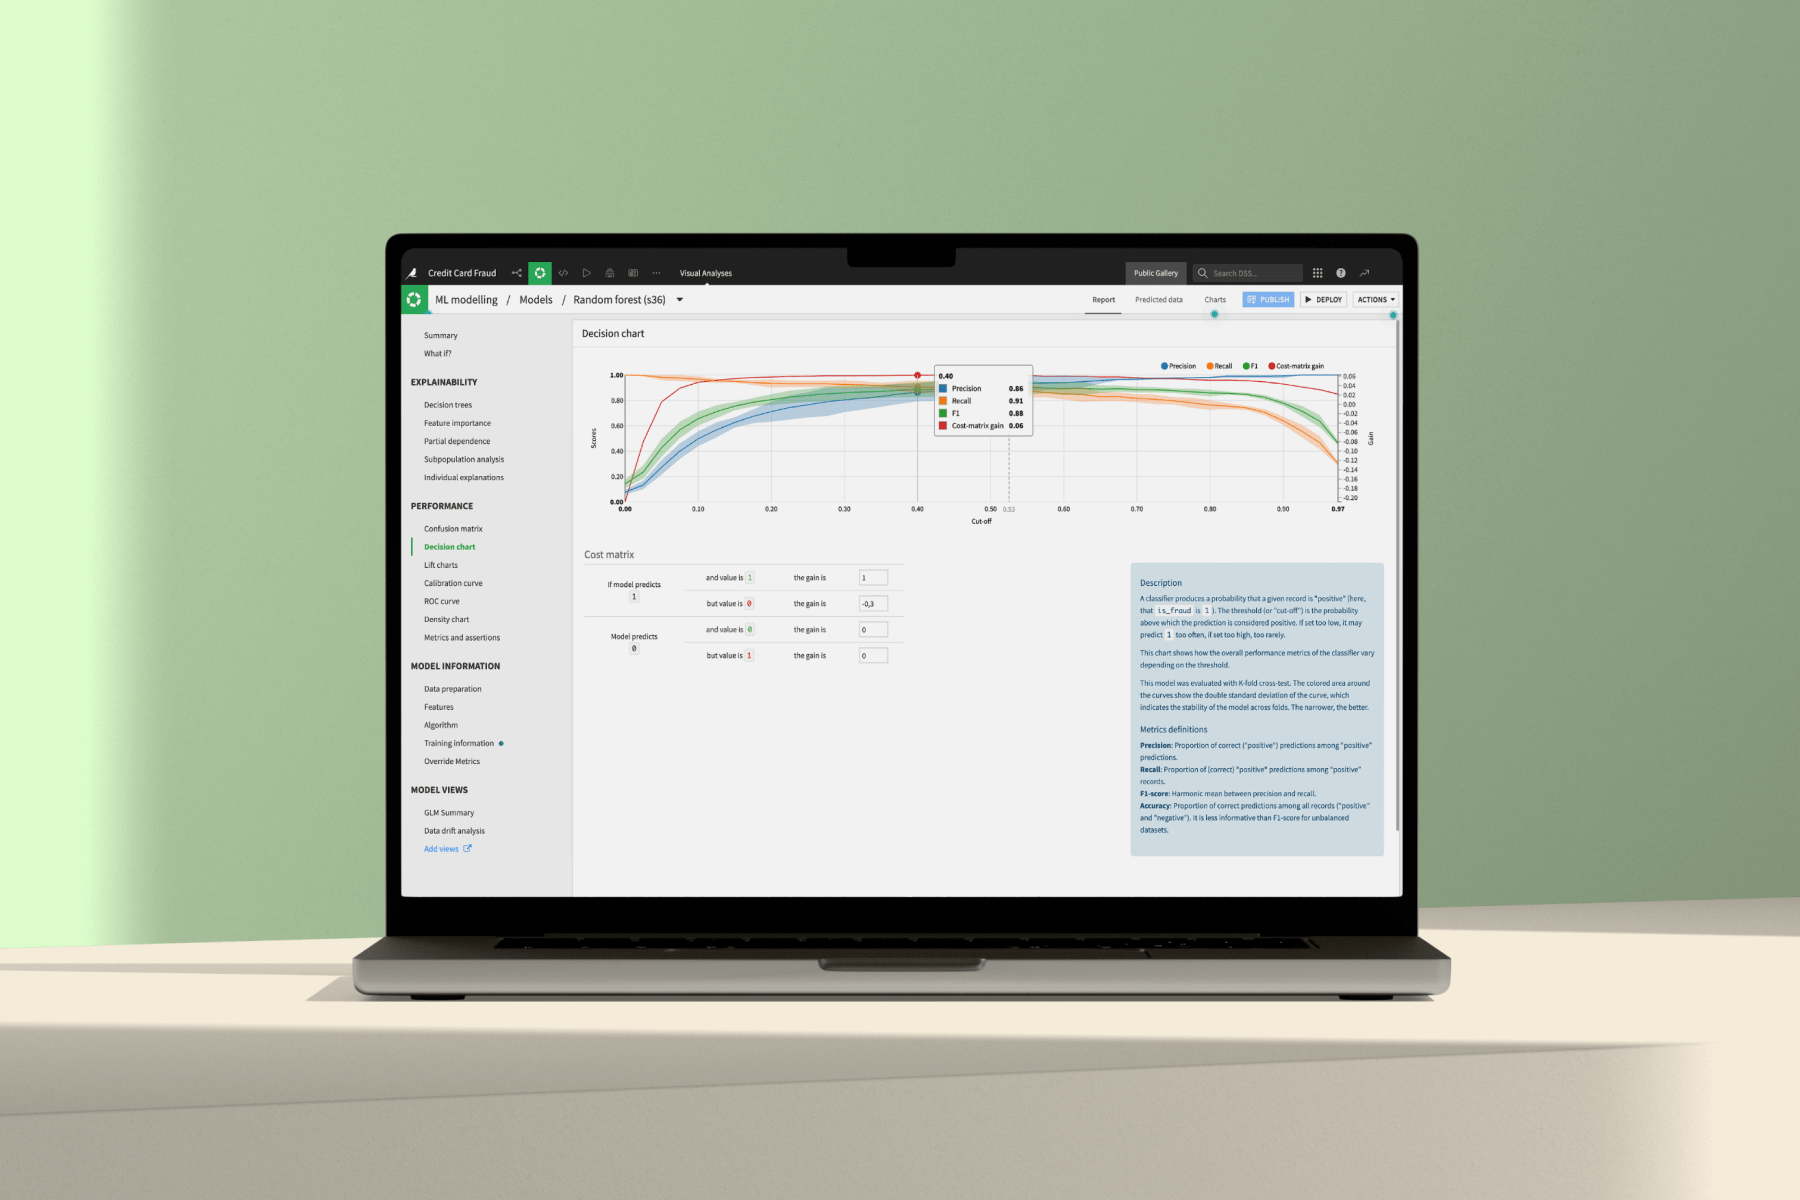 Credit Card Fraud
Visual Analyses
Public Gallery
Search DSS...
ML modelling / Models / Random forest (s36)
Report
Predicted data
Charts
PUBLISH
DEPLOY
ACTIONS
Summary
What if?
EXPLAINABILITY
Decision trees
Feature importance
Partial dependence
Subpopulation analysis
Individual explanations
PERFORMANCE
Confusion matrix
Decision chart
Lift charts
Calibration curve
ROC curve
Density chart
Metrics and assertions
MODEL INFORMATION
Data preparation
Features
Algorithm
Training information
Override Metrics
MODEL VIEWS
GLM Summary
Data drift analysis
Add views
Decision chart
Precision Recall F1 Cost-matrix gain
Scores
1.00
0.80
0.60
0.40
0.20
0.00
0.40
Precision 0.86
Recall 0.91
F1 0.88
Cost-matrix gain 0.06
0.06
0.04
0.02
0.00
-0.02
-0.04
-0.06
-0.08
-0.10
-0.12
-0.14
-0.16
-0.18
-0.20
Gain
0.00 0.10 0.20 0.30 0.40 0.50 0.53 0.60 0.70 0.80 0.90 0.97
Cut-off
Cost matrix
If model predicts
1
and value is 1 the gain is 1
but value is 0 the gain is -0,3
Model predicts
0
and value is 0 the gain is 0
but value is 1 the gain is 0
Description
A classifier produces a probability that a given record is "positive" (here,
that is_fraud is 1 ). The threshold (or "cut-off") is the probability
above which the prediction is considered positive. If set too low, it may
predict 1 too often, if set too high, too rarely.
This chart shows how the overall performance metrics of the classifier vary
depending on the threshold.
This model was evaluated with K-fold cross-test. The colored area around
the curves show the double standard deviation of the curve, which
indicates the stability of the model across folds. The narrower, the better.
Metrics definitions
Precision: Proportion of correct ("positive") predictions among "positive"
predictions.
Recall: Proportion of (correct) "positive" predictions among "positive"
records.
F1-score: Harmonic mean between precision and recall.
Accuracy: Proportion of correct predictions among all records ("positive"
and "negative"). It is less informative than F1-score for unbalanced
datasets.